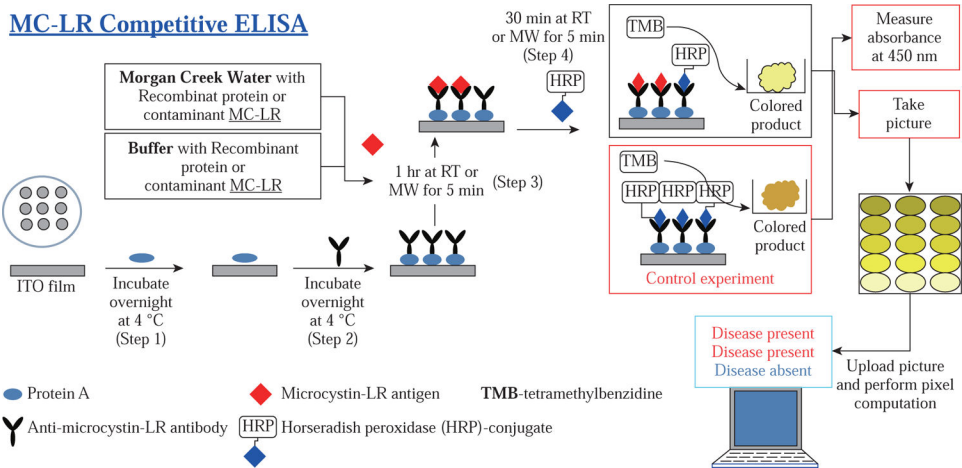 MC-LR Competitive ELISA
Morgan Creek Water with
Recombinat protein or
contaminant MC-LR
Buffer with Recombinant
protein or
contaminant MC-LR
ITO film
Incubate
overnight
at 4 °C
(Step 1)
Incubate
overnight
at 4 °C
(Step 2)
1 hr at RT or
MW for 5 min
(Step 3)
30 min at RT
or MW for 5 min
(Step 4)
HRP
TMB
HRP
Colored
product
TMB
HRP
HRP
HRP
Colored
product
Control experiment
Measure
absorbance
at 450 nm
Take
picture
Upload picture
and perform pixel
computation
Disease present
Disease present
Disease absent
Protein A
Microcystin-LR antigen
TMB-tetramethylbenzidine
Anti-microcystin-LR antibody
HRP
Horseradish peroxidase (HRP)-conjugate